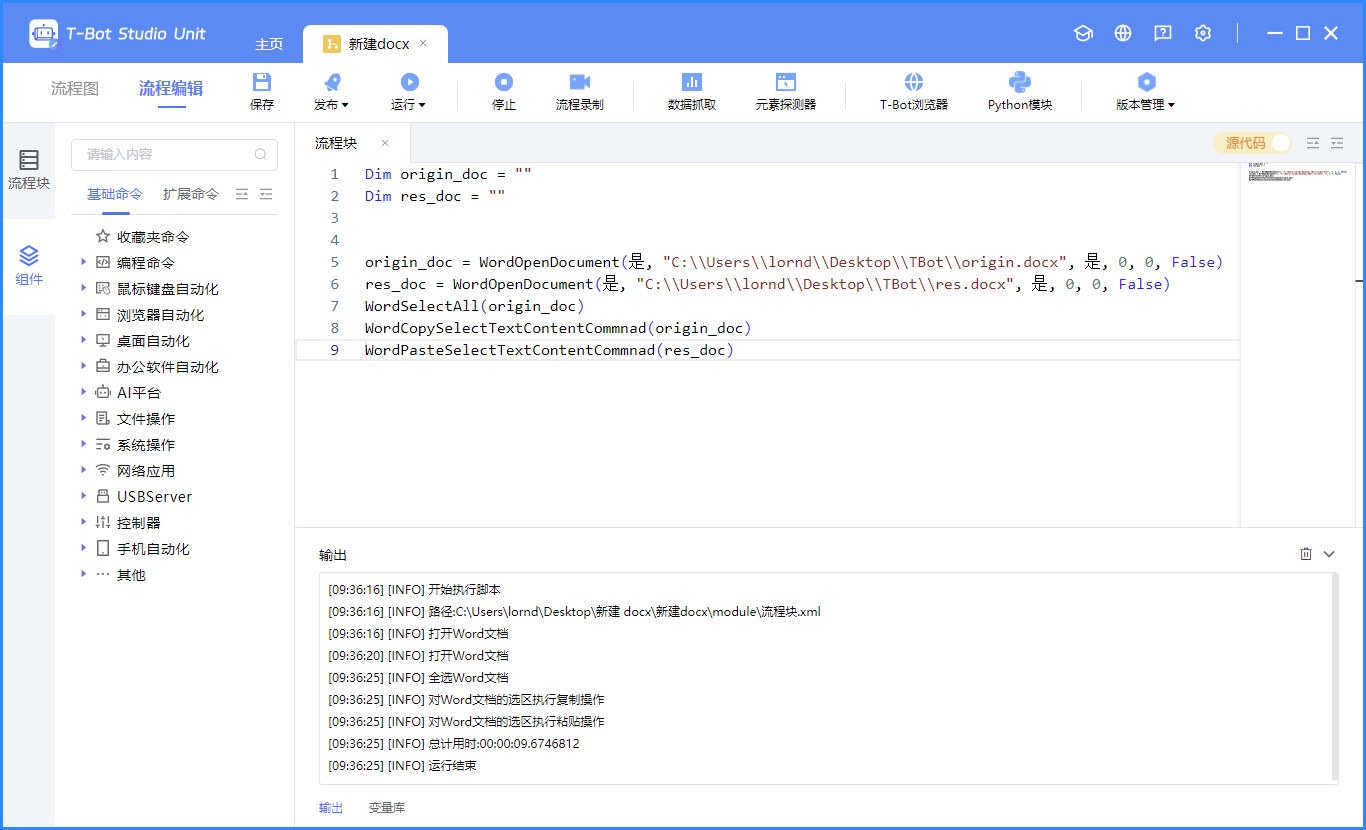 T-Bot Studio Unit
主页
新建docx
流程图
流程编辑
保存
发布
运行
停止
流程录制
数据抓取
元素探测器
T-Bot浏览器
Python模块
版本管理
流程块
组件
请输入内容
基础命令
扩展命令
收藏夹命令
编程命令
鼠标键盘自动化
浏览器自动化
桌面自动化
办公软件自动化
AI平台
文件操作
系统操作
网络应用
USBServer
控制器
手机自动化
其他
流程块
源代码
1 Dim origin_doc = ""
2 Dim res_doc = ""
3
4
5 origin_doc = WordOpenDocument(是, "C:\\Users\\lornd\\Desktop\\TBot\\origin.docx", 是, 0, 0, False)
6 res_doc = WordOpenDocument(是, "C:\\Users\\lornd\\Desktop\\TBot\\res.docx", 是, 0, 0, False)
7 WordSelectAll(origin_doc)
8 WordCopySelectTextContentCommnad(origin_doc)
9 WordPasteSelectTextContentCommnad(res_doc)
输出
[09:36:16] [INFO] 开始执行脚本
[09:36:16] [INFO] 路径:C:\Users\lornd\Desktop\新建 docx\新建docx\module\流程块.xml
[09:36:16] [INFO] 打开Word文档
[09:36:20] [INFO] 打开Word文档
[09:36:25] [INFO] 全选Word文档
[09:36:25] [INFO] 对Word文档的选区执行复制操作
[09:36:25] [INFO] 对Word文档的选区执行粘贴操作
[09:36:25] [INFO] 总计用时:00:00:09.6746812
[09:36:25] [INFO] 运行结束
输出
变量库